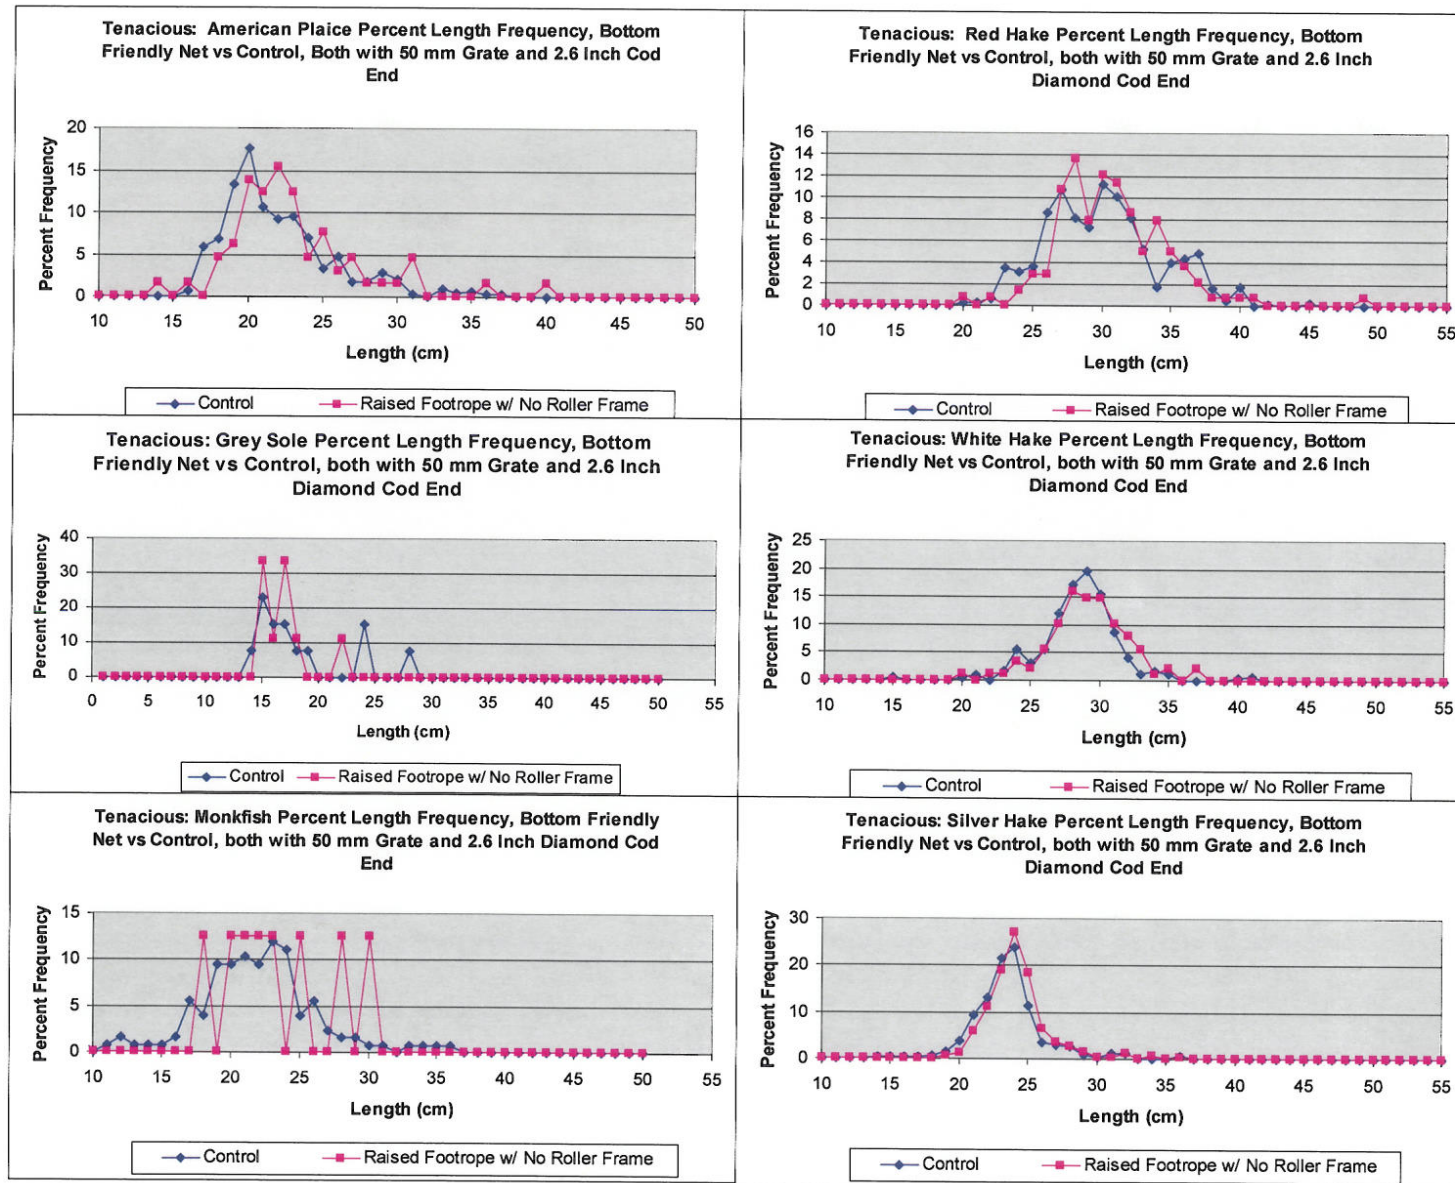 Tenacious: American Plaice Percent Length Frequency, Bottom
Friendly Net vs Control, Both with 50 mm Grate and 2.6 Inch Cod
End
Percent Frequency
20
15
10
5
0
10 15 20 25 30 35 40 45 50
Length (cm)
Control Raised Footrope w/ No Roller Frame
Tenacious: Red Hake Percent Length Frequency, Bottom
Friendly Net vs Control, both with 50 mm Grate and 2.6 Inch
Diamond Cod End
Percent Frequency
16
14
12
10
8
6
4
2
0
10 15 20 25 30 35 40 45 50 55
Length (cm)
Control Raised Footrope w/ No Roller Frame
Tenacious: Grey Sole Percent Length Frequency, Bottom
Friendly Net vs Control, both with 50 mm Grate and 2.6 Inch
Diamond Cod End
Percent Frequency
40
30
20
10
0
0 5 10 15 20 25 30 35 40 45 50 55
Length (cm)
Control Raised Footrope w/ No Roller Frame
Tenacious: White Hake Percent Length Frequency, Bottom
Friendly Net vs Control, both with 50 mm Grate and 2.6 Inch
Diamond Cod End
Percent Frequency
25
20
15
10
5
0
10 15 20 25 30 35 40 45 50 55
Length (cm)
Control Raised Footrope w/ No Roller Frame
Tenacious: Monkfish Percent Length Frequency, Bottom Friendly
Net vs Control, both with 50 mm Grate and 2.6 Inch Diamond Cod
End
Percent Frequency
15
10
5
0
10 15 20 25 30 35 40 45 50 55
Length (cm)
Control Raised Footrope w/ No Roller Frame
Tenacious: Silver Hake Percent Length Frequency, Bottom
Friendly Net vs Control, both with 50 mm Grate and 2.6 Inch
Diamond Cod End
Percent Frequency
30
20
10
0
10 15 20 25 30 35 40 45 50 55
Length (cm)
Control Raised Footrope w/ No Roller Frame